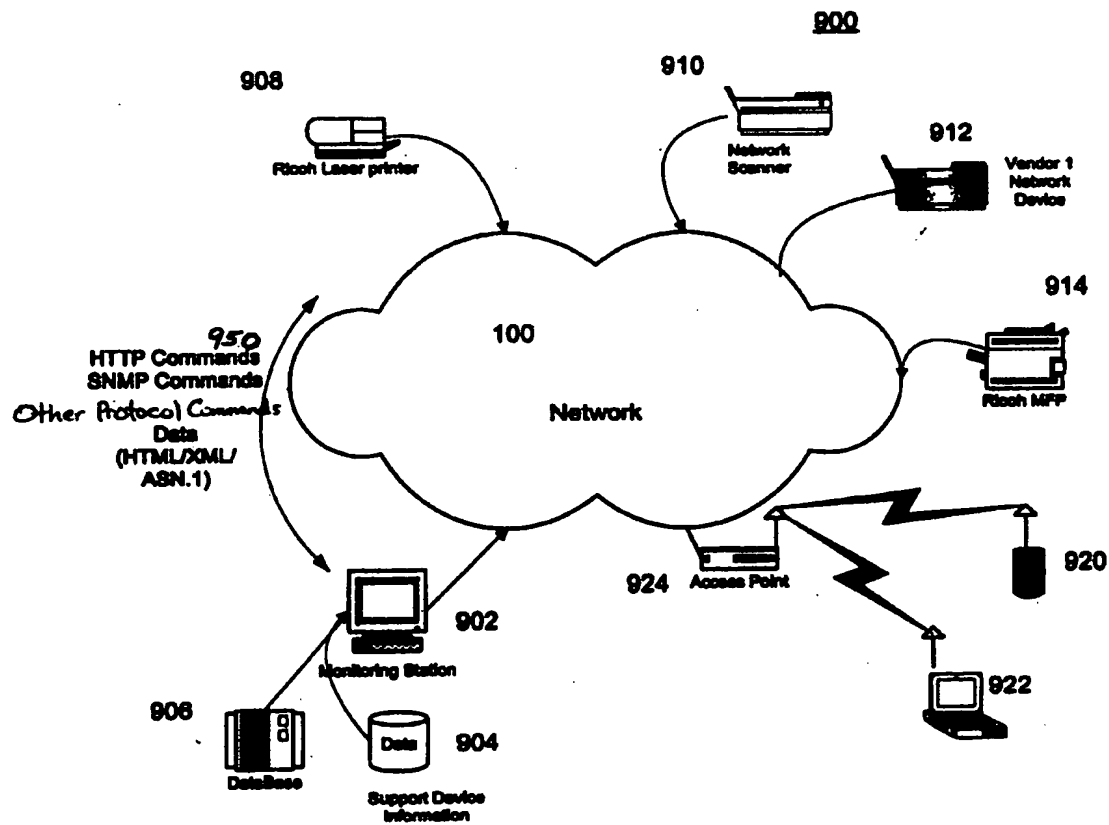 900
908
Ricoh Laser printer
910
Network
Scanner
912
Vendor 1
Network
Device
914
Ricoh MFP
100
Network
950
HTTP Commands
SNMP Commands
Other Protocol Commands
Data
(HTML/XML/
ASN.1)
924
Access Point
920
922
902
Monitoring Station
906
DataBase
Data
904
Support Device
Information